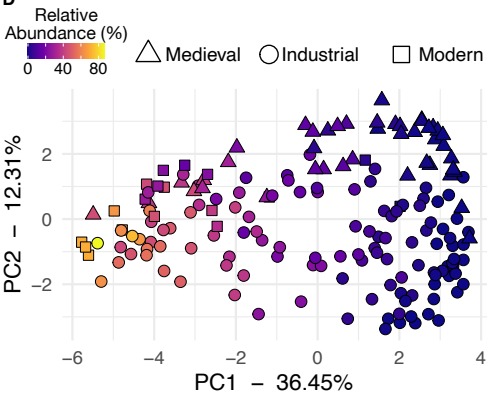 Relative
Abundance (%)
0 40 80
Medieval Industrial Modern
2
0
−2
PC2 − 12.31%
−6 −4 −2 0 2 4
PC1 − 36.45%